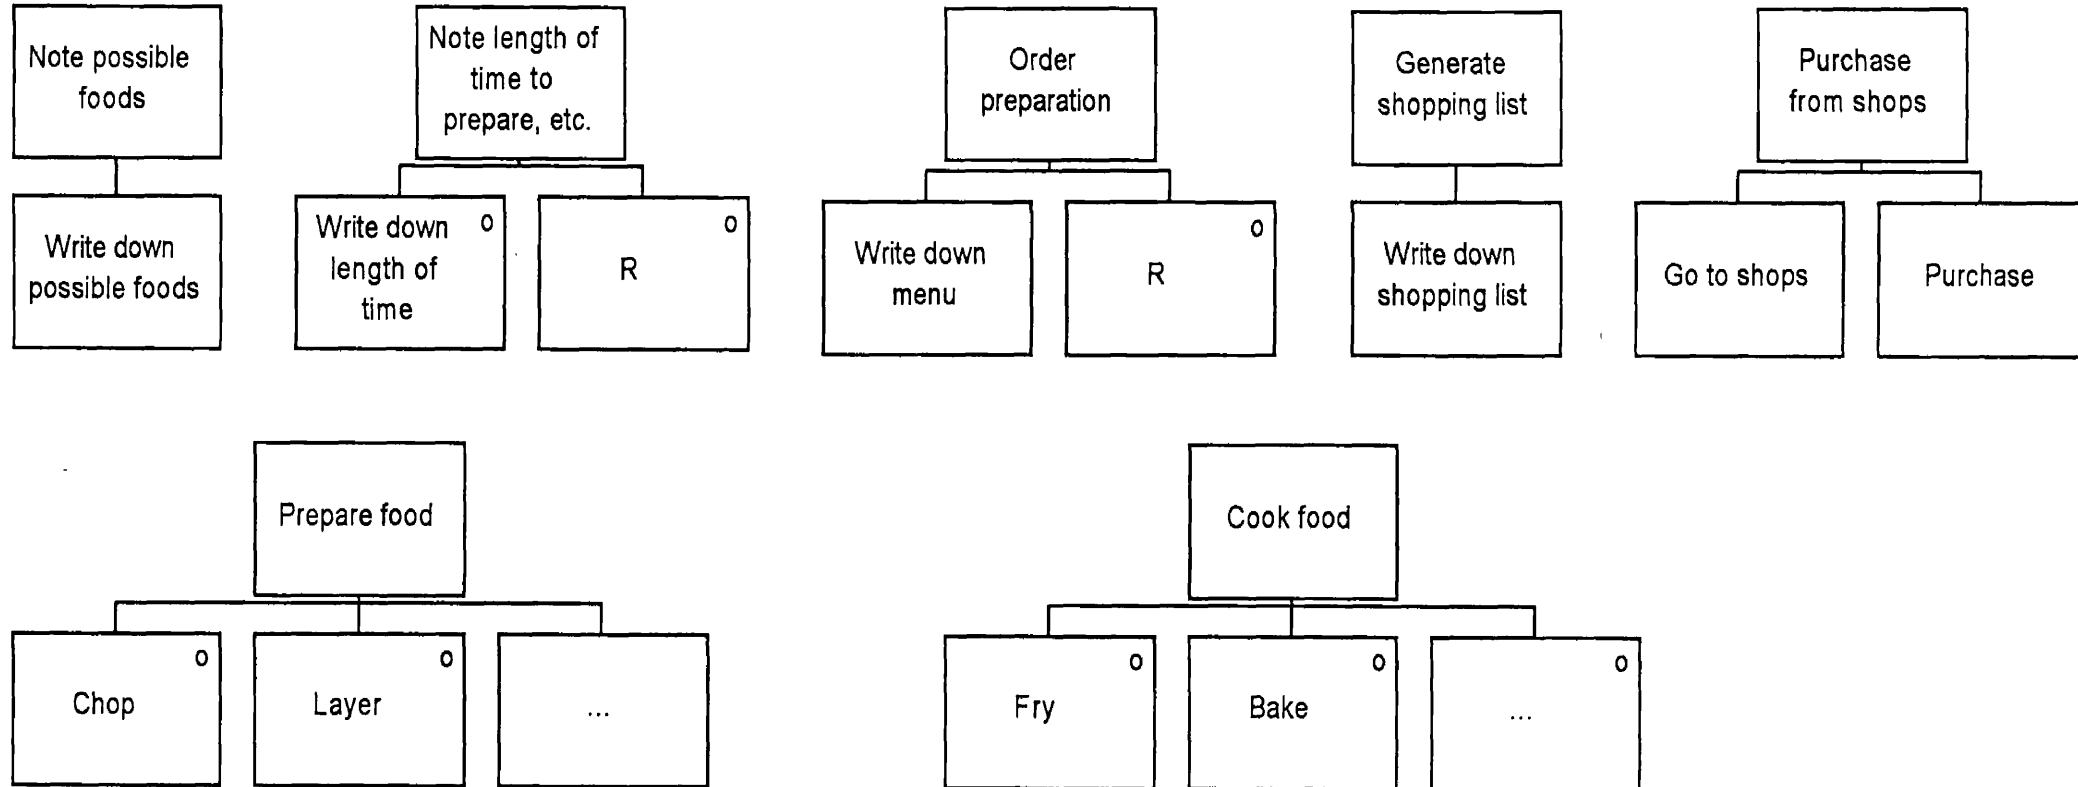 Note possible
foods
Write down
possible foods
Note length of
time to
prepare, etc.
Write down
length of
time
o
R
o
Order
preparation
Write down
menu
R
o
Generate
shopping list
Write down
shopping list
Purchase
from shops
Go to shops
Purchase
Prepare food
Chop
o
Layer
o
...
Cook food
Fry
o
Bake
o
...
o